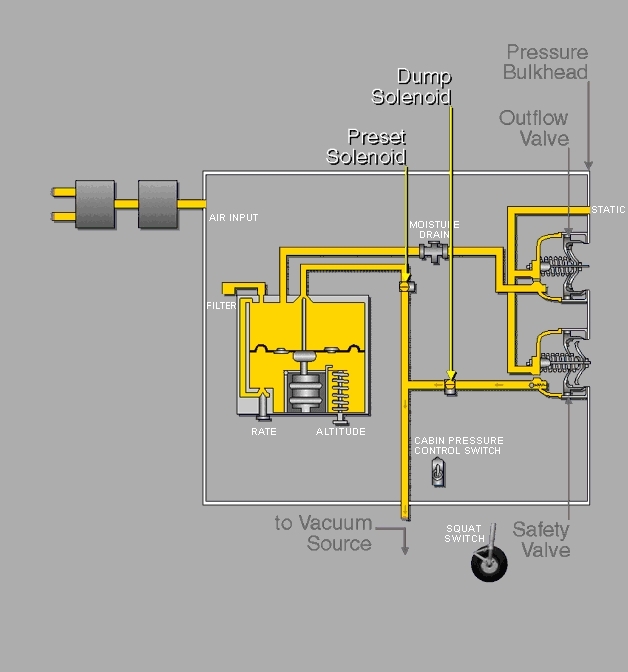 Pressure
Bulkhead
Dump
Solenoid
Outflow
Valve
Preset
Solenoid
STATIC
AIR INPUT
MOISTURE
DRAIN
FILTER
RATE
ALTITUDE
CABIN PRESSURE
CONTROL SWITCH
to Vacuum
Source
SQUAT
SWITCH
Safety
Valve